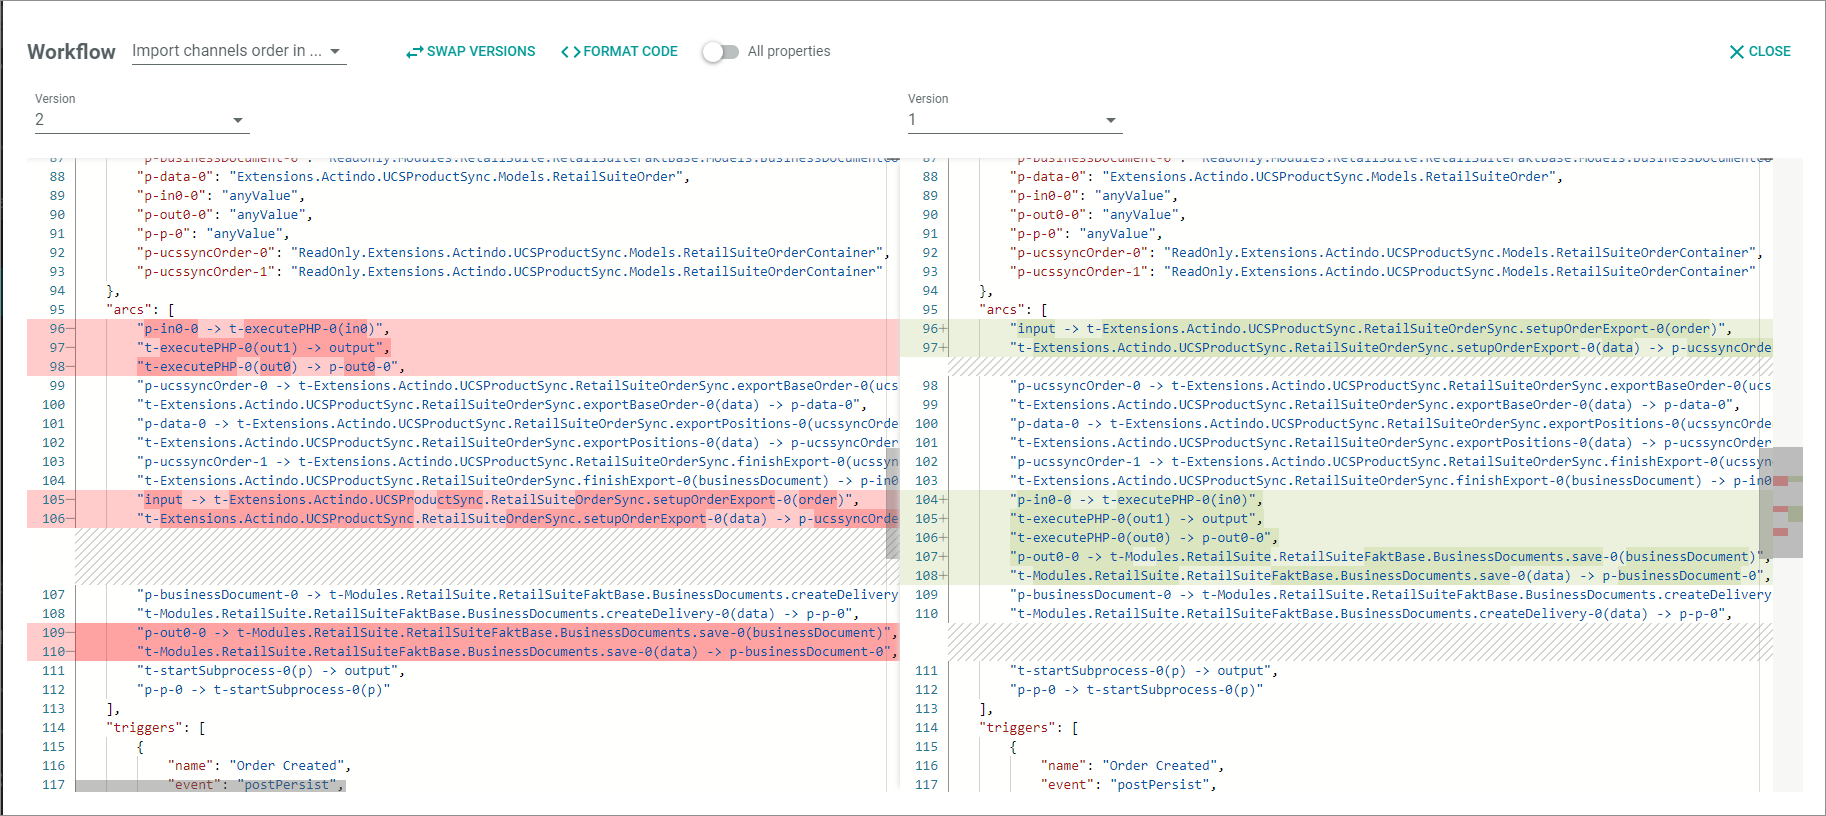 Workflow Import channels order in ... SWAP VERSIONS FORMAT CODE All properties CLOSE
Version
2
Version
1
88 "p-data-0": "Extensions.Actindo.UCSProductSync.Models.RetailSuiteOrder",
89 "p-in0-0": "anyValue",
90 "p-out0-0": "anyValue",
91 "p-p-0": "anyValue",
92 "p-ucssyncOrder-0": "ReadOnly.Extensions.Actindo.UCSProductSync.Models.RetailSuiteOrderContainer",
93 "p-ucssyncOrder-1": "ReadOnly.Extensions.Actindo.UCSProductSync.Models.RetailSuiteOrderContainer"
94 },
95 "arcs": [
96— "p-in0-0 -> t-executePHP-0(in0)",
97— "t-executePHP-0(out1) -> output",
98— "t-executePHP-0(out0) -> p-out0-0",
99 "p-ucssyncOrder-0 -> t-Extensions.Actindo.UCSProductSync.RetailSuiteOrderSync.exportBaseOrder-0(ucs
100 "t-Extensions.Actindo.UCSProductSync.RetailSuiteOrderSync.exportBaseOrder-0(data) -> p-data-0",
101 "p-data-0 -> t-Extensions.Actindo.UCSProductSync.RetailSuiteOrderSync.exportPositions-0(ucssyncOrde
102 "t-Extensions.Actindo.UCSProductSync.RetailSuiteOrderSync.exportPositions-0(data) -> p-ucssyncOrder
103 "p-ucssyncOrder-1 -> t-Extensions.Actindo.UCSProductSync.RetailSuiteOrderSync.finishExport-0(ucssyn
104 "t-Extensions.Actindo.UCSProductSync.RetailSuiteOrderSync.finishExport-0(businessDocument) -> p-in0
105— "input -> t-Extensions.Actindo.UCSProductSync.RetailSuiteOrderSync.setupOrderExport-0(order)",
106— "t-Extensions.Actindo.UCSProductSync.RetailSuiteOrderSync.setupOrderExport-0(data) -> p-ucssyncOrde
107 "p-businessDocument-0 -> t-Modules.RetailSuite.RetailSuiteFaktBase.BusinessDocuments.createDelivery
108 "t-Modules.RetailSuite.RetailSuiteFaktBase.BusinessDocuments.createDelivery-0(data) -> p-p-0",
109— "p-out0-0 -> t-Modules.RetailSuite.RetailSuiteFaktBase.BusinessDocuments.save-0(businessDocument)",
110— "t-Modules.RetailSuite.RetailSuiteFaktBase.BusinessDocuments.save-0(data) -> p-businessDocument-0",
111 "t-startSubprocess-0(p) -> output",
112 "p-p-0 -> t-startSubprocess-0(p)"
113 ],
114 "triggers": [
115 {
116 "name": "Order Created",
117 "event": "postPersist",
88 "p-data-0": "Extensions.Actindo.UCSProductSync.Models.RetailSuiteOrder",
89 "p-in0-0": "anyValue",
90 "p-out0-0": "anyValue",
91 "p-p-0": "anyValue",
92 "p-ucssyncOrder-0": "ReadOnly.Extensions.Actindo.UCSProductSync.Models.RetailSuiteOrderContainer",
93 "p-ucssyncOrder-1": "ReadOnly.Extensions.Actindo.UCSProductSync.Models.RetailSuiteOrderContainer"
94 },
95 "arcs": [
96+ "input -> t-Extensions.Actindo.UCSProductSync.RetailSuiteOrderSync.setupOrderExport-0(order)",
97+ "t-Extensions.Actindo.UCSProductSync.RetailSuiteOrderSync.setupOrderExport-0(data) -> p-ucssyncOrde
98 "p-ucssyncOrder-0 -> t-Extensions.Actindo.UCSProductSync.RetailSuiteOrderSync.exportBaseOrder-0(ucs
99 "t-Extensions.Actindo.UCSProductSync.RetailSuiteOrderSync.exportBaseOrder-0(data) -> p-data-0",
100 "p-data-0 -> t-Extensions.Actindo.UCSProductSync.RetailSuiteOrderSync.exportPositions-0(ucssyncOrde
101 "t-Extensions.Actindo.UCSProductSync.RetailSuiteOrderSync.exportPositions-0(data) -> p-ucssyncOrder
102 "p-ucssyncOrder-1 -> t-Extensions.Actindo.UCSProductSync.RetailSuiteOrderSync.finishExport-0(ucssyn
103 "t-Extensions.Actindo.UCSProductSync.RetailSuiteOrderSync.finishExport-0(businessDocument) -> p-in0
104+ "p-in0-0 -> t-executePHP-0(in0)",
105+ "t-executePHP-0(out1) -> output",
106+ "t-executePHP-0(out0) -> p-out0-0",
107+ "p-out0-0 -> t-Modules.RetailSuite.RetailSuiteFaktBase.BusinessDocuments.save-0(businessDocument)",
108+ "t-Modules.RetailSuite.RetailSuiteFaktBase.BusinessDocuments.save-0(data) -> p-businessDocument-0",
109 "p-businessDocument-0 -> t-Modules.RetailSuite.RetailSuiteFaktBase.BusinessDocuments.createDelivery
110 "t-Modules.RetailSuite.RetailSuiteFaktBase.BusinessDocuments.createDelivery-0(data) -> p-p-0",
111 "t-startSubprocess-0(p) -> output",
112 "p-p-0 -> t-startSubprocess-0(p)"
113 ],
114 "triggers": [
115 {
116 "name": "Order Created",
117 "event": "postPersist",